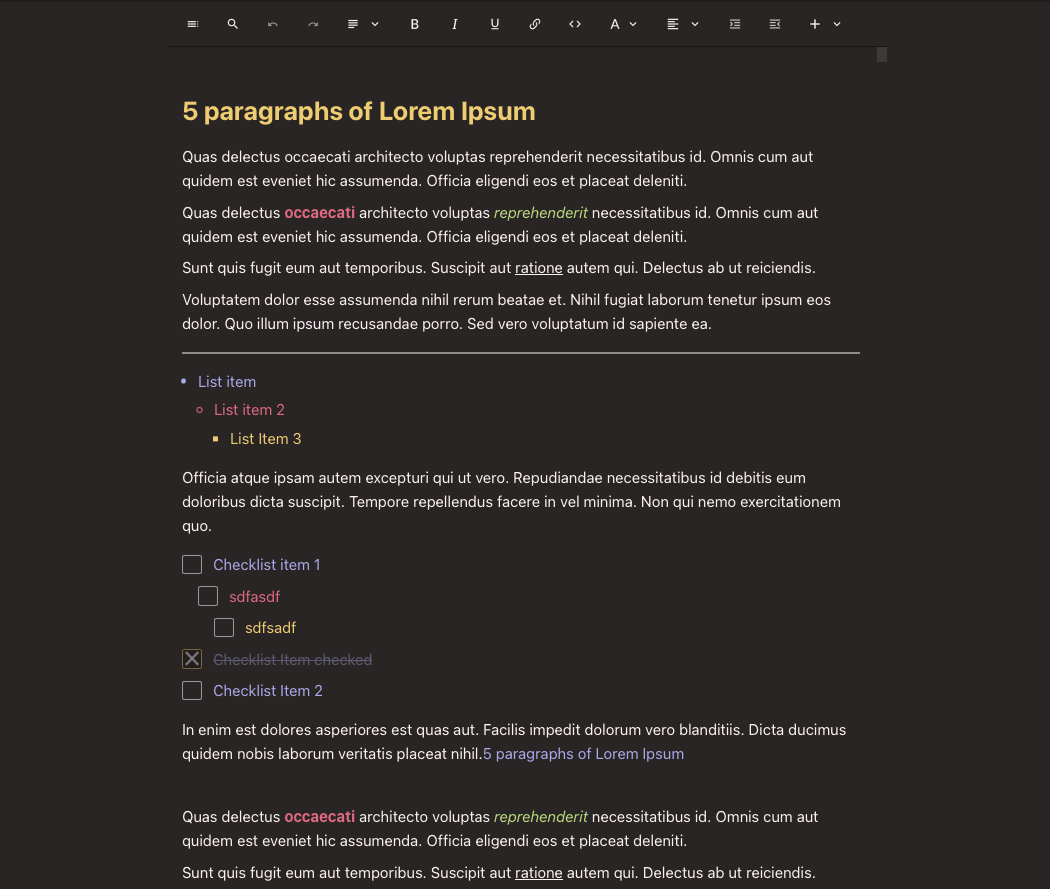 B I U A
5 paragraphs of Lorem Ipsum
Quas delectus occaecati architecto voluptas reprehenderit necessitatibus id. Omnis cum aut
quidem est eveniet hic assumenda. Officia eligendi eos et placeat deleniti.
Quas delectus occaecati architecto voluptas reprehenderit necessitatibus id. Omnis cum aut
quidem est eveniet hic assumenda. Officia eligendi eos et placeat deleniti.
Sunt quis fugit eum aut temporibus. Suscipit aut ratione autem qui. Delectus ab ut reiciendis.
Voluptatem dolor esse assumenda nihil rerum beatae et. Nihil fugiat laborum tenetur ipsum eos
dolor. Quo illum ipsum recusandae porro. Sed vero voluptatum id sapiente ea.
List item
List item 2
List Item 3
Officia atque ipsam autem excepturi qui ut vero. Repudiandae necessitatibus id debitis eum
doloribus dicta suscipit. Tempore repellendus facere in vel minima. Non qui nemo exercitationem
quo.
Checklist item 1
sdfasdf
sdfsadf
Checklist Item checked
Checklist Item 2
In enim est dolores asperiores est quas aut. Facilis impedit dolorum vero blanditiis. Dicta ducimus
quidem nobis laborum veritatis placeat nihil.5 paragraphs of Lorem Ipsum
Quas delectus occaecati architecto voluptas reprehenderit necessitatibus id. Omnis cum aut
quidem est eveniet hic assumenda. Officia eligendi eos et placeat deleniti.
Sunt quis fugit eum aut temporibus. Suscipit aut ratione autem qui. Delectus ab ut reiciendis.